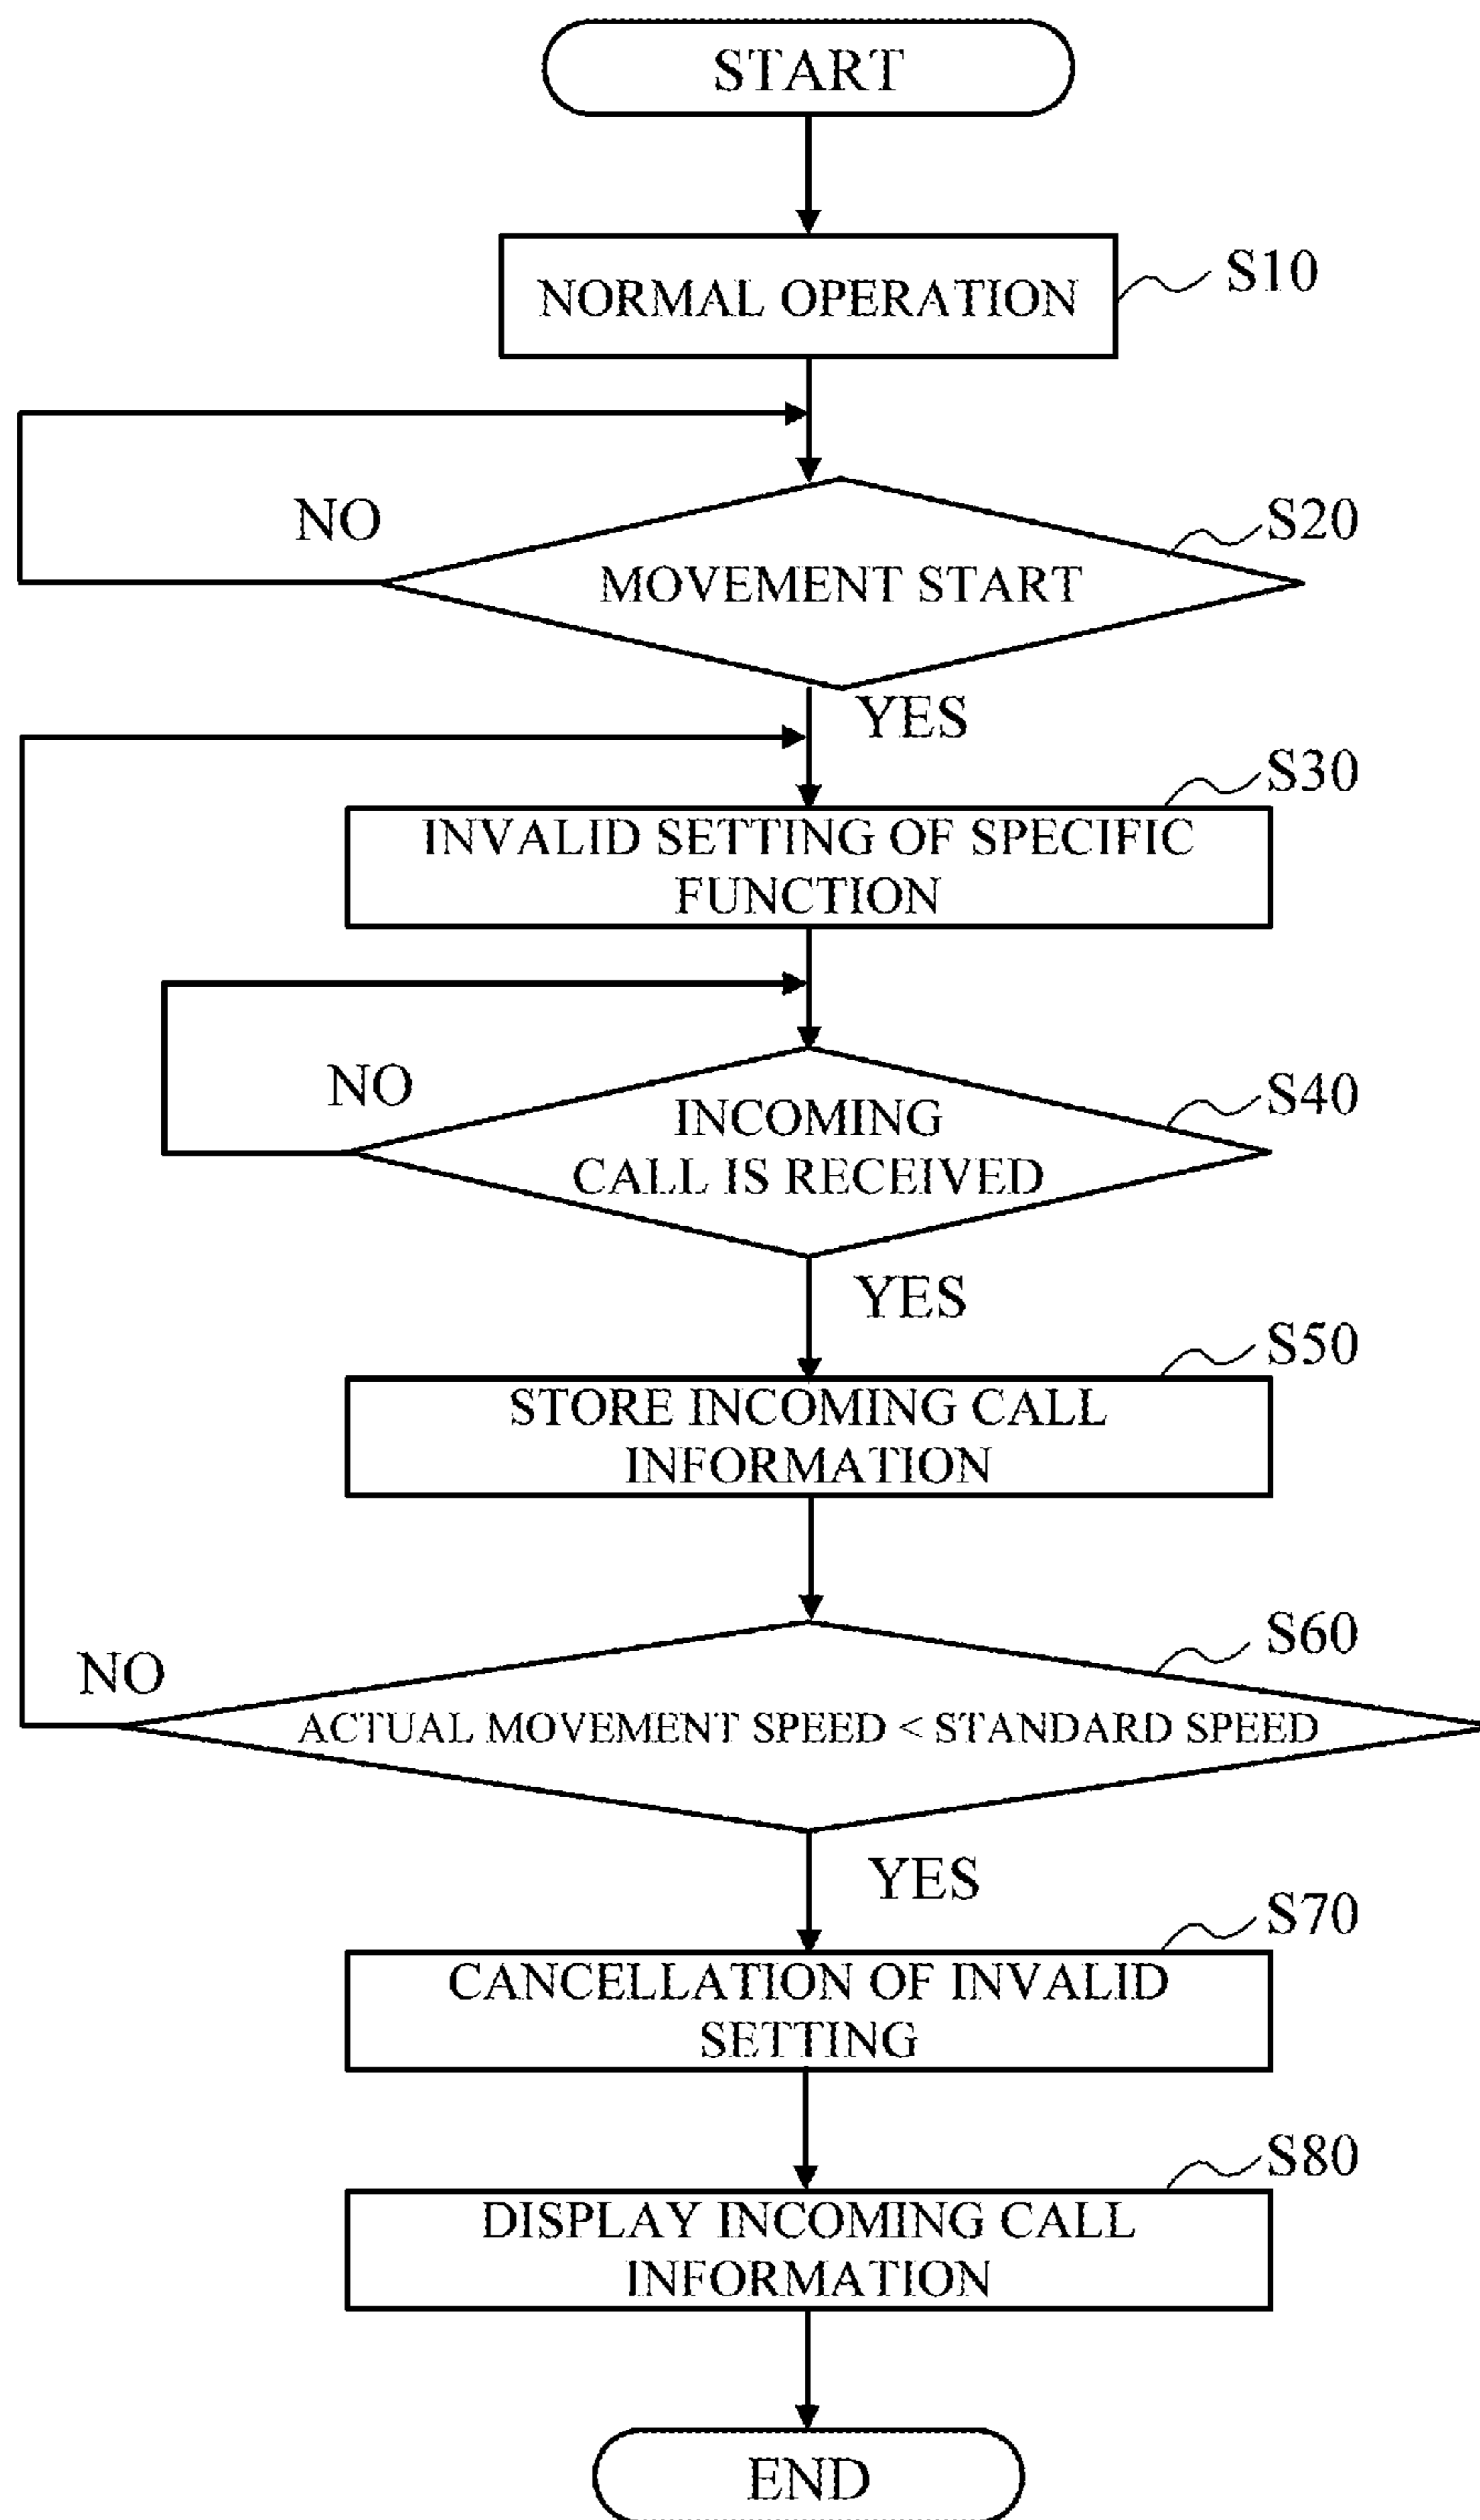 START
NORMAL OPERATION
S10
NO
S20
MOVEMENT START
YES
S30
INVALID SETTING OF SPECIFIC
FUNCTION
NO
S40
INCOMING
CALL IS RECEIVED
YES
S50
STORE INCOMING CALL
INFORMATION
S60
NO
ACTUAL MOVEMENT SPEED < STANDARD SPEED
YES
S70
CANCELLATION OF INVALID
SETTING
S80
DISPLAY INCOMING CALL
INFORMATION
END